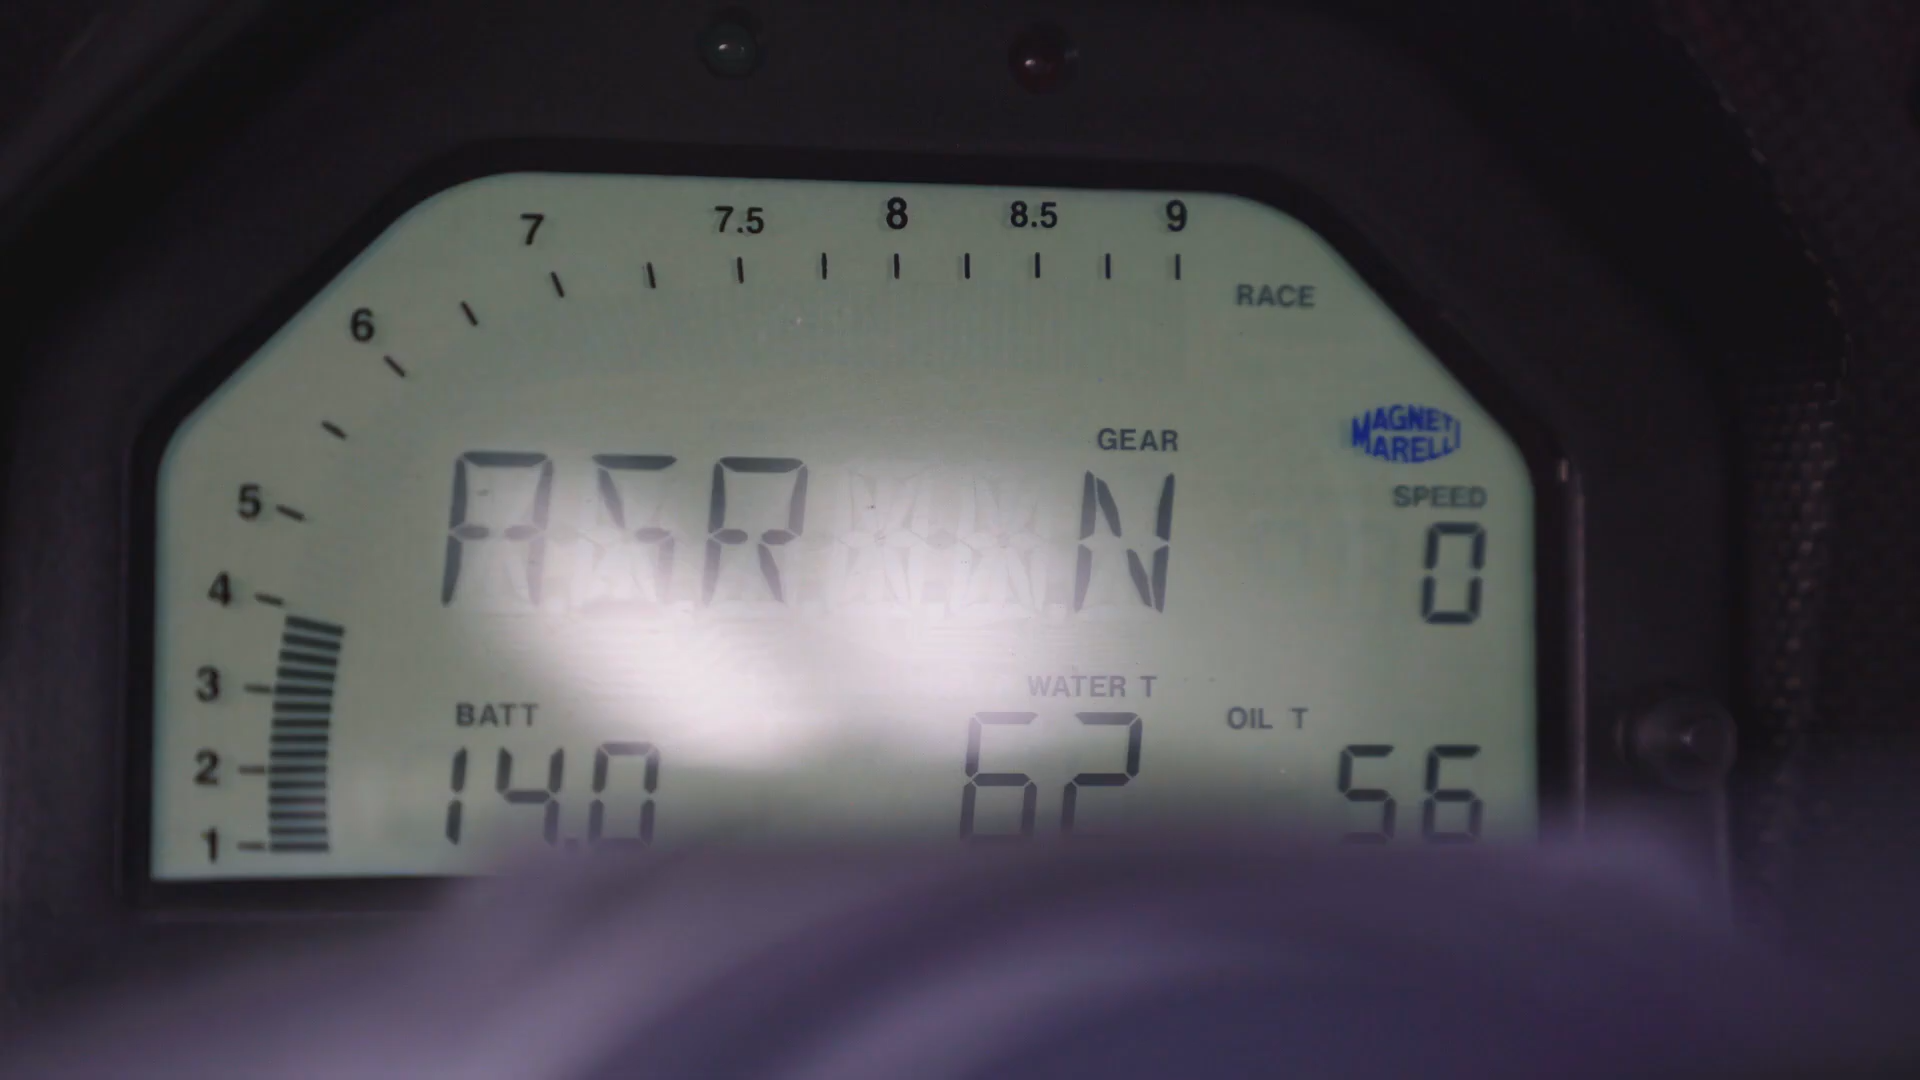 7 7.5 8 8.5 9
6
RACE
GEAR
MAGNETI
MARELLI
5
ASR N
SPEED
0
4
3
WATER T
BATT
OIL T
2
14.0 62 56
1